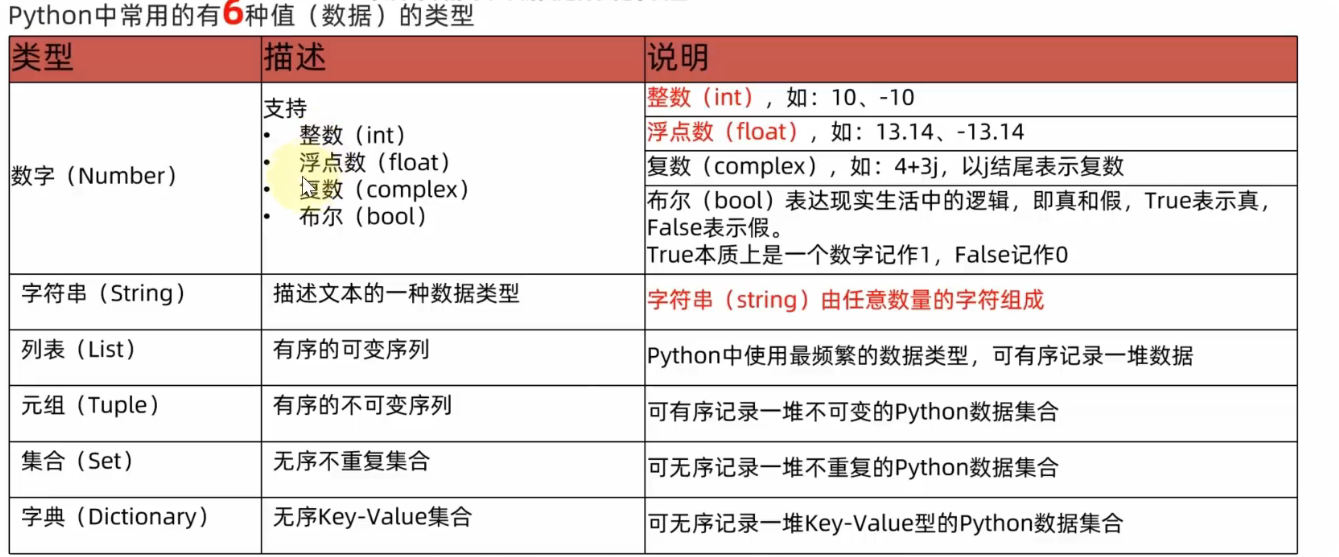 Python中常用的有6种值（数据）的类型
类型 描述 说明
数字（Number）
支持
• 整数（int）
• 浮点数（float）
• 复数（complex）
• 布尔（bool）
整数（int），如：10、-10
浮点数（float），如：13.14、-13.14
复数（complex），如：4+3j，以j结尾表示复数
布尔（bool）表达现实生活中的逻辑，即真和假，True表示真，
False表示假。
True本质上是一个数字记作1，False记作0
字符串（String） 描述文本的一种数据类型 字符串（string）由任意数量的字符组成
列表（List） 有序的可变序列 Python中使用最频繁的数据类型，可有序记录一堆数据
元组（Tuple） 有序的不可变序列 可有序记录一堆不可变的Python数据集合
集合（Set） 无序不重复集合 可无序记录一堆不重复的Python数据集合
字典（Dictionary） 无序Key-Value集合 可无序记录一堆Key-Value型的Python数据集合